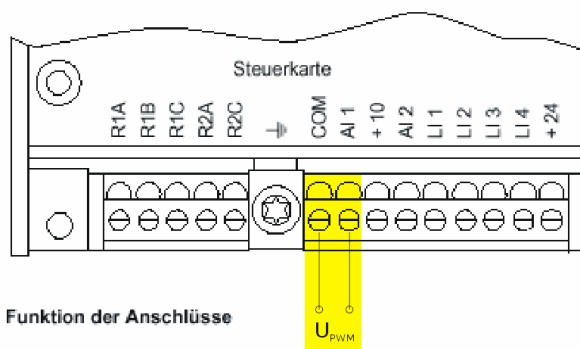 Steuerkarte
R1A R1B R1C R2A R2C COM AI 1 + 10 AI 2 LI 1 LI 2 LI 3 LI 4 + 24
Funktion der Anschlüsse
UPWM